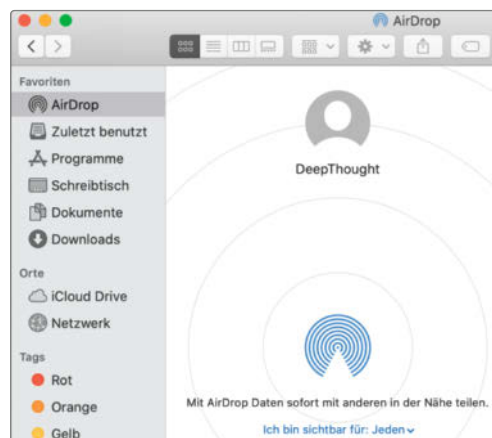 AirDrop
Favoriten
AirDrop
Zuletzt benutzt
Programme
Schreibtisch
Dokumente
Downloads
Orte
iCloud Drive
Netzwerk
Tags
Rot
Orange
Gelb
DeepThought
Mit AirDrop Daten sofort mit anderen in der Nähe teilen.
Ich bin sichtbar für: Jeden